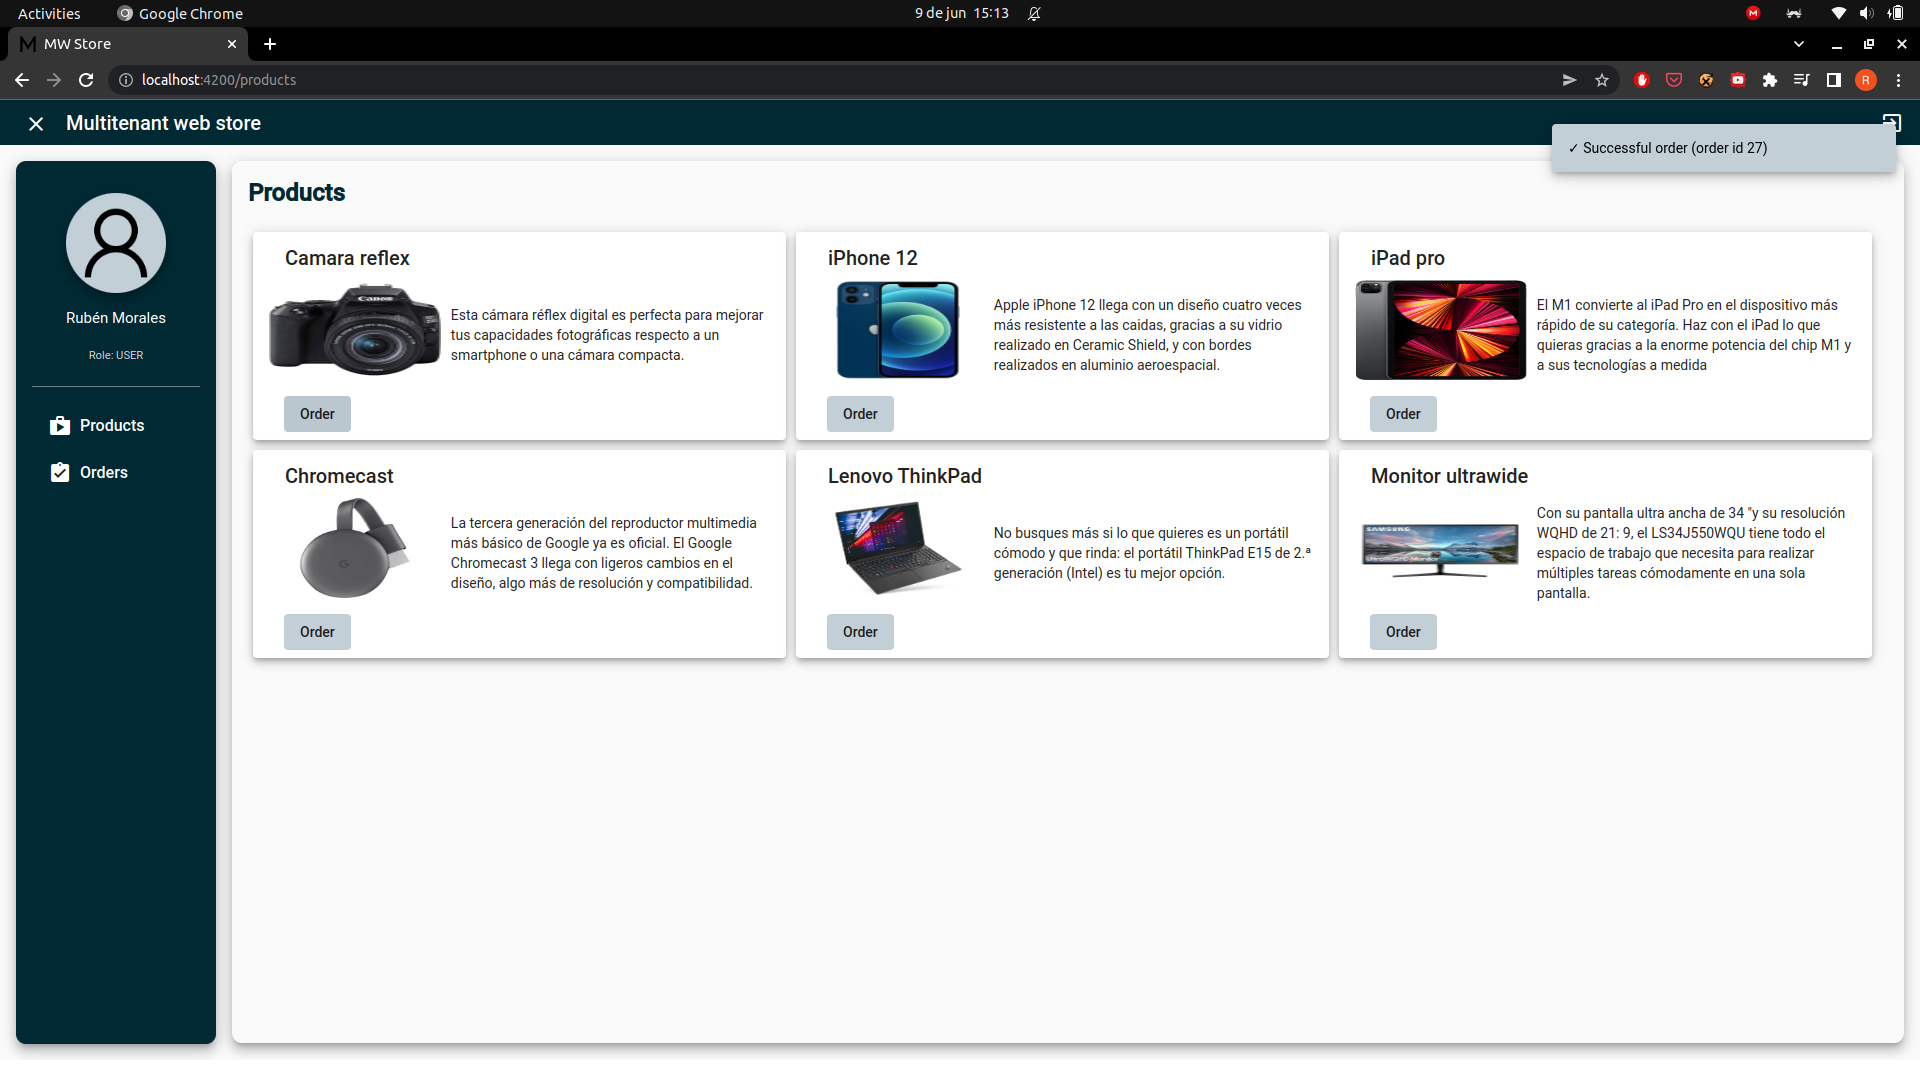 Activities
Google Chrome
9 de jun 15:13
MW Store
localhost:4200/products
R
Multitenant web store
✓ Successful order (order id 27)
Rubén Morales
Role: USER
Products
Orders
Products
Camara reflex
Canon
Esta cámara réflex digital es perfecta para mejorar
tus capacidades fotográficas respecto a un
smartphone o una cámara compacta.
Order
iPhone 12
Apple iPhone 12 llega con un diseño cuatro veces
más resistente a las caidas, gracias a su vidrio
realizado en Ceramic Shield, y con bordes
realizados en aluminio aeroespacial.
Order
iPad pro
El M1 convierte al iPad Pro en el dispositivo más
rápido de su categoría. Haz con el iPad lo que
quieras gracias a la enorme potencia del chip M1 y
a sus tecnologías a medida
Order
Chromecast
G
La tercera generación del reproductor multimedia
más básico de Google ya es oficial. El Google
Chromecast 3 llega con ligeros cambios en el
diseño, algo más de resolución y compatibilidad.
Order
Lenovo ThinkPad
No busques más si lo que quieres es un portátil
cómodo y que rinda: el portátil ThinkPad E15 de 2.ª
generación (Intel) es tu mejor opción.
Order
Monitor ultrawide
SAMSUNG
Con su pantalla ultra ancha de 34 "y su resolución
WQHD de 21: 9, el LS34J550WQU tiene todo el
espacio de trabajo que necesita para realizar
múltiples tareas cómodamente en una sola
pantalla.
Order